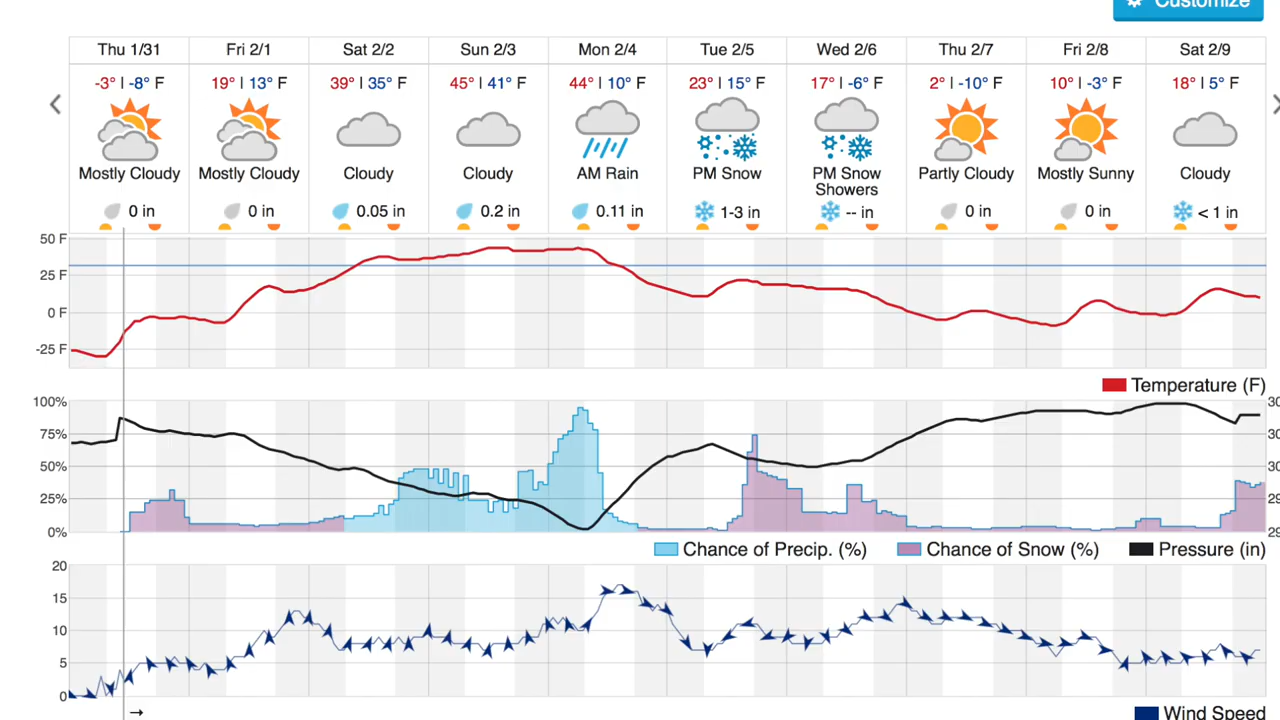 Customize
Thu 1/31 Fri 2/1 Sat 2/2 Sun 2/3 Mon 2/4 Tue 2/5 Wed 2/6 Thu 2/7 Fri 2/8 Sat 2/9
-3° | -8° F 19° | 13° F 39° | 35° F 45° | 41° F 44° | 10° F 23° | 15° F 17° | -6° F 2° | -10° F 10° | -3° F 18° | 5° F
Mostly Cloudy Mostly Cloudy Cloudy Cloudy AM Rain PM Snow PM Snow Partly Cloudy Mostly Sunny Cloudy
Showers
0 in 0 in 0.05 in 0.2 in 0.11 in 1-3 in -- in 0 in 0 in < 1 in
50 F
25 F
0 F
-25 F
Temperature (F)
100% 30
75% 30
50% 30
25% 29
0% 29
Chance of Precip. (%) Chance of Snow (%) Pressure (in)
20
15
10
5
0
Wind Speed